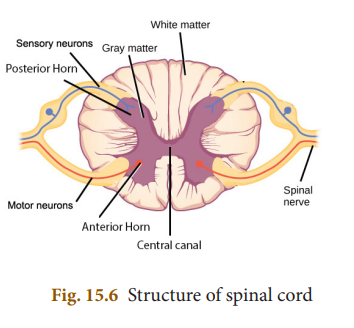 White matter
Sensory neurons
Gray matter
Posterior Horn
Motor neurons
Spinal
nerve
Anterior Horn
Central canal
Fig. 15.6 Structure of spinal cord